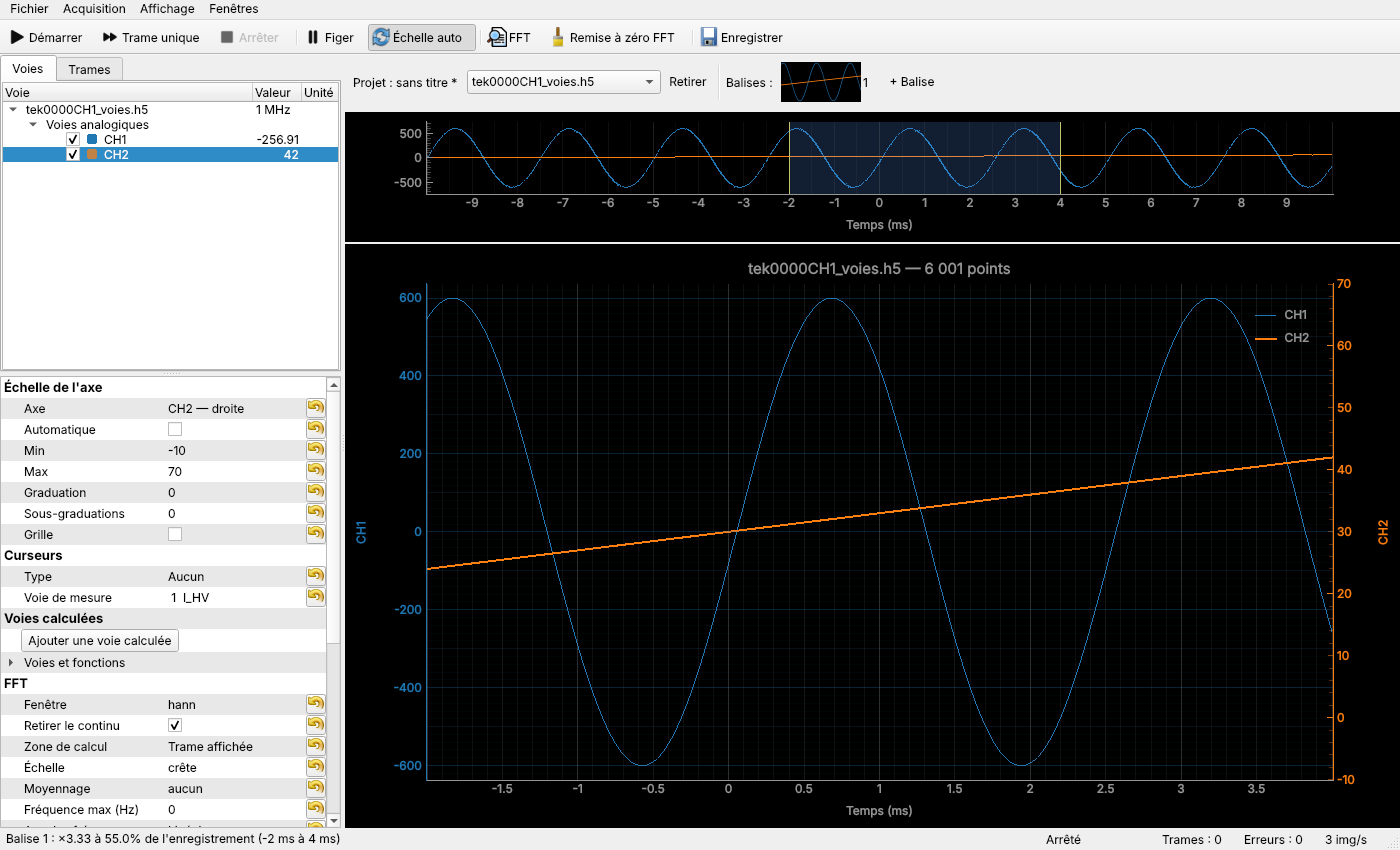 Fichier Acquisition Affichage Fenêtres
Démarrer Trame unique Arrêter Figer Échelle auto FFT Remise à zéro FFT Enregistrer
Voies Trames
Voie Valeur Unité
tek0000CH1_voies.h5 1 MHz
Voies analogiques
CH1 -256.91
CH2 42
Échelle de l'axe
Axe CH2 — droite
Automatique
Min -10
Max 70
Graduation 0
Sous-graduations 0
Grille
Curseurs
Type Aucun
Voie de mesure 1 I_HV
Voies calculées
Ajouter une voie calculée
Voies et fonctions
FFT
Fenêtre hann
Retirer le continu
Zone de calcul Trame affichée
Échelle crête
Moyennage aucun
Fréquence max (Hz) 0
Projet : sans titre * tek0000CH1_voies.h5 Retirer Balises : 1 + Balise
500
0
-500
-9 -8 -7 -6 -5 -4 -3 -2 -1 0 1 2 3 4 5 6 7 8 9
Temps (ms)
tek0000CH1_voies.h5 — 6 001 points
CH1
CH2
600
400
200
0
-200
-400
-600
CH1
70
60
50
40
30
20
10
0
-10
CH2
-1.5 -1 -0.5 0 0.5 1 1.5 2 2.5 3 3.5
Temps (ms)
Balise 1 : ×3.33 à 55.0% de l'enregistrement (-2 ms à 4 ms) Arrêté Trames : 0 Erreurs : 0 3 img/s